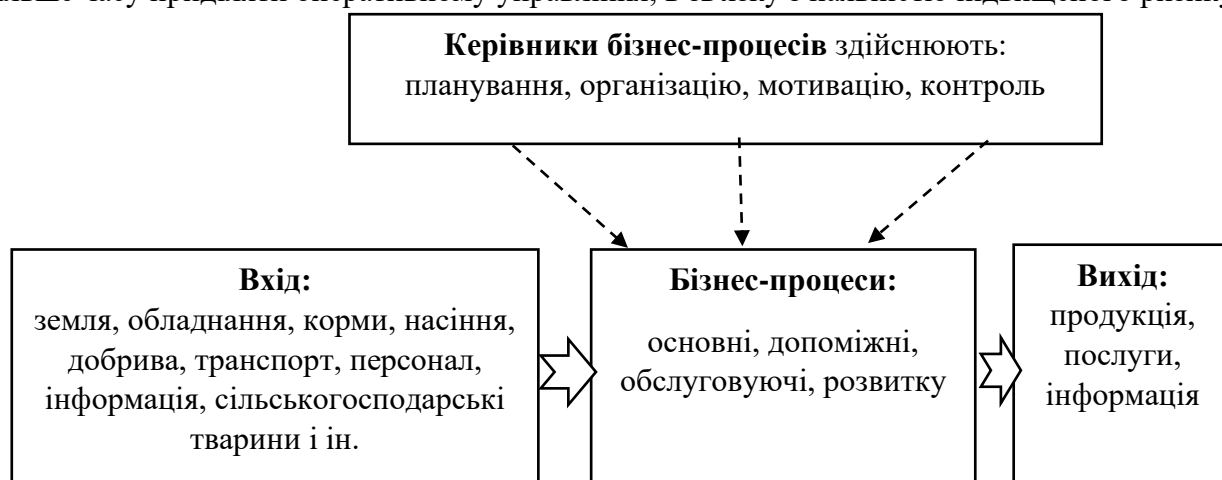 Керівники бізнес-процесів здійснюють:
планування, організацію, мотивацію, контроль
Вхід:
земля, обладнання, корми, насіння,
добрива, транспорт, персонал,
інформація, сільськогосподарські
тварини і ін.
Бізнес-процеси:
основні, допоміжні,
обслуговуючі, розвитку
Вихід:
продукція,
послуги,
інформація